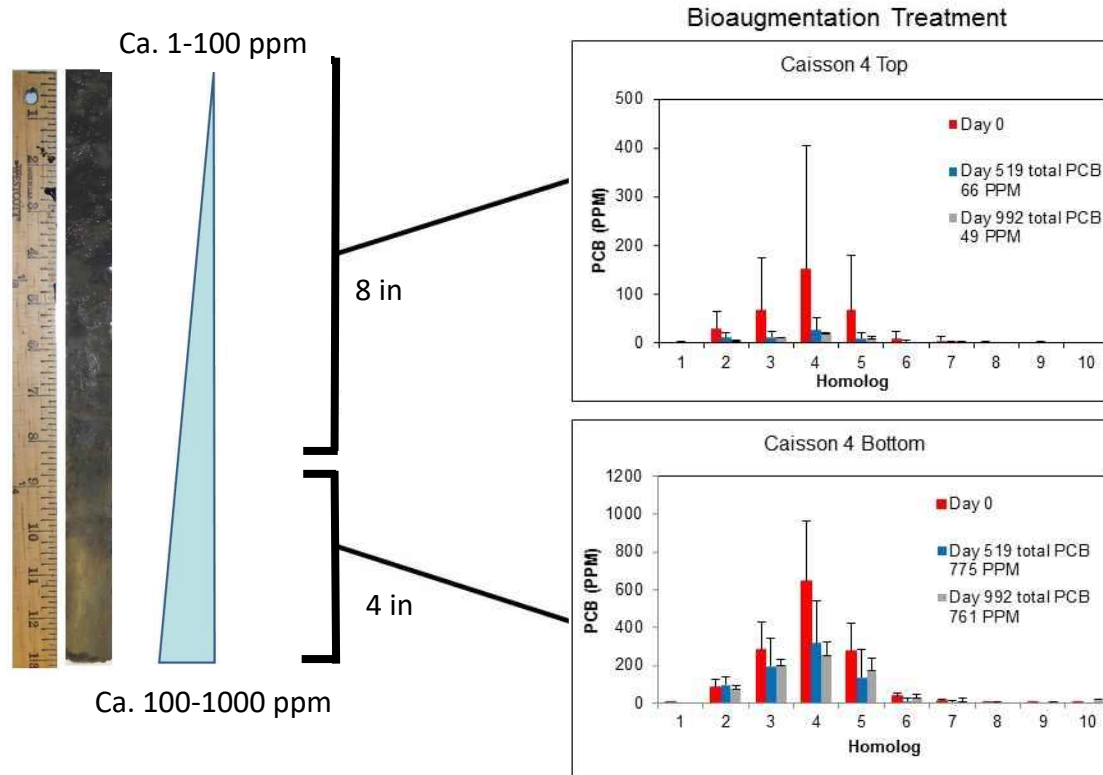 Ca. 1-100 ppm
8 in
4 in
Ca. 100-1000 ppm
Bioaugmentation Treatment
Caisson 4 Top
PCB (PPM)
500
400
300
200
100
0
Day 0
Day 519 total PCB
66 PPM
Day 992 total PCB
49 PPM
1 2 3 4 5 6 7 8 9 10
Homolog
Caisson 4 Bottom
PCB (PPM)
1200
1000
800
600
400
200
0
Day 0
Day 519 total PCB
775 PPM
Day 992 total PCB
761 PPM
1 2 3 4 5 6 7 8 9 10
Homolog
WESTCOTT